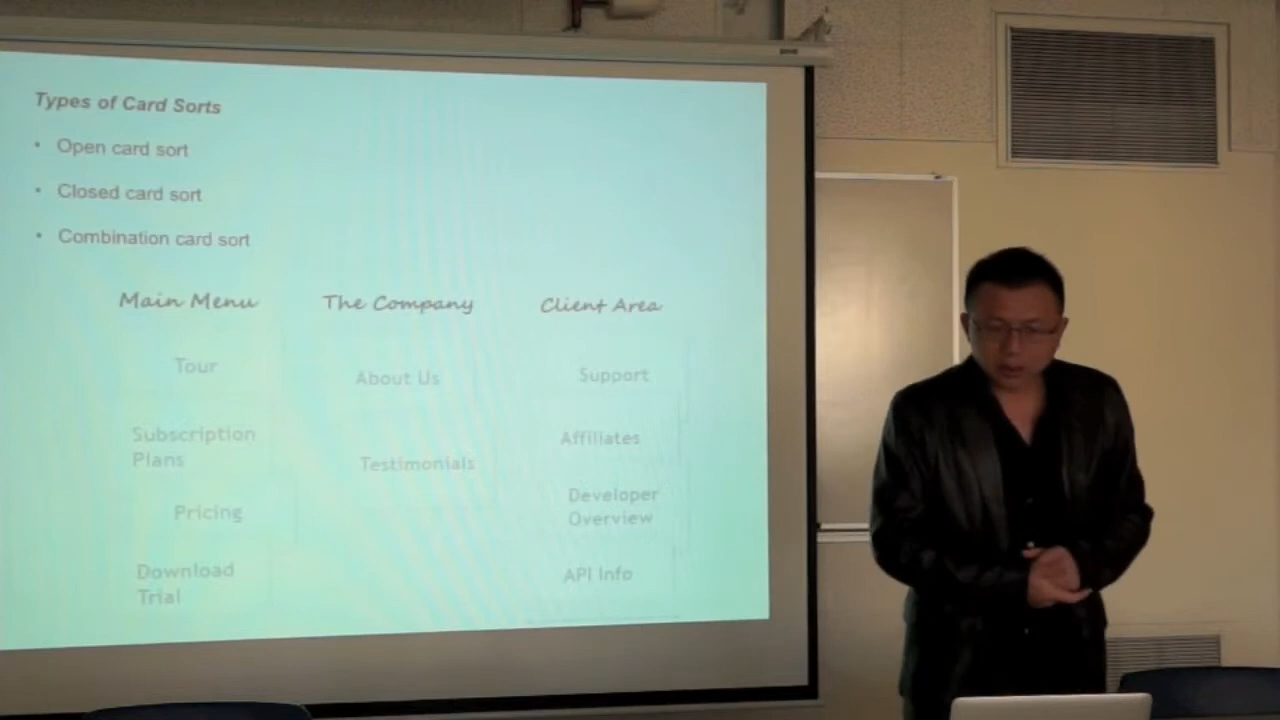 Types of Card Sorts
• Open card sort
• Closed card sort
• Combination card sort
Main Menu
Tour
Subscription
Plans
Pricing
Download
Trial
The Company
About Us
Testimonials
Client Area
Support
Affiliates
Developer
Overview
API Info